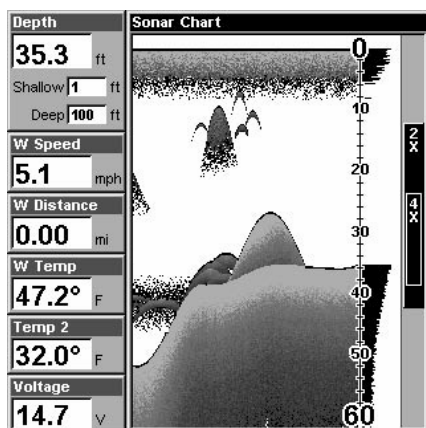 Depth
35.3 ft
Shallow 1 ft
Deep 100 ft
W Speed
5.1 mph
W Distance
0.00 mi
W Temp
47.2° F
Temp 2
32.0° F
Voltage
14.7 V
Sonar Chart
0
10
20
30
40
50
60
2X
4X